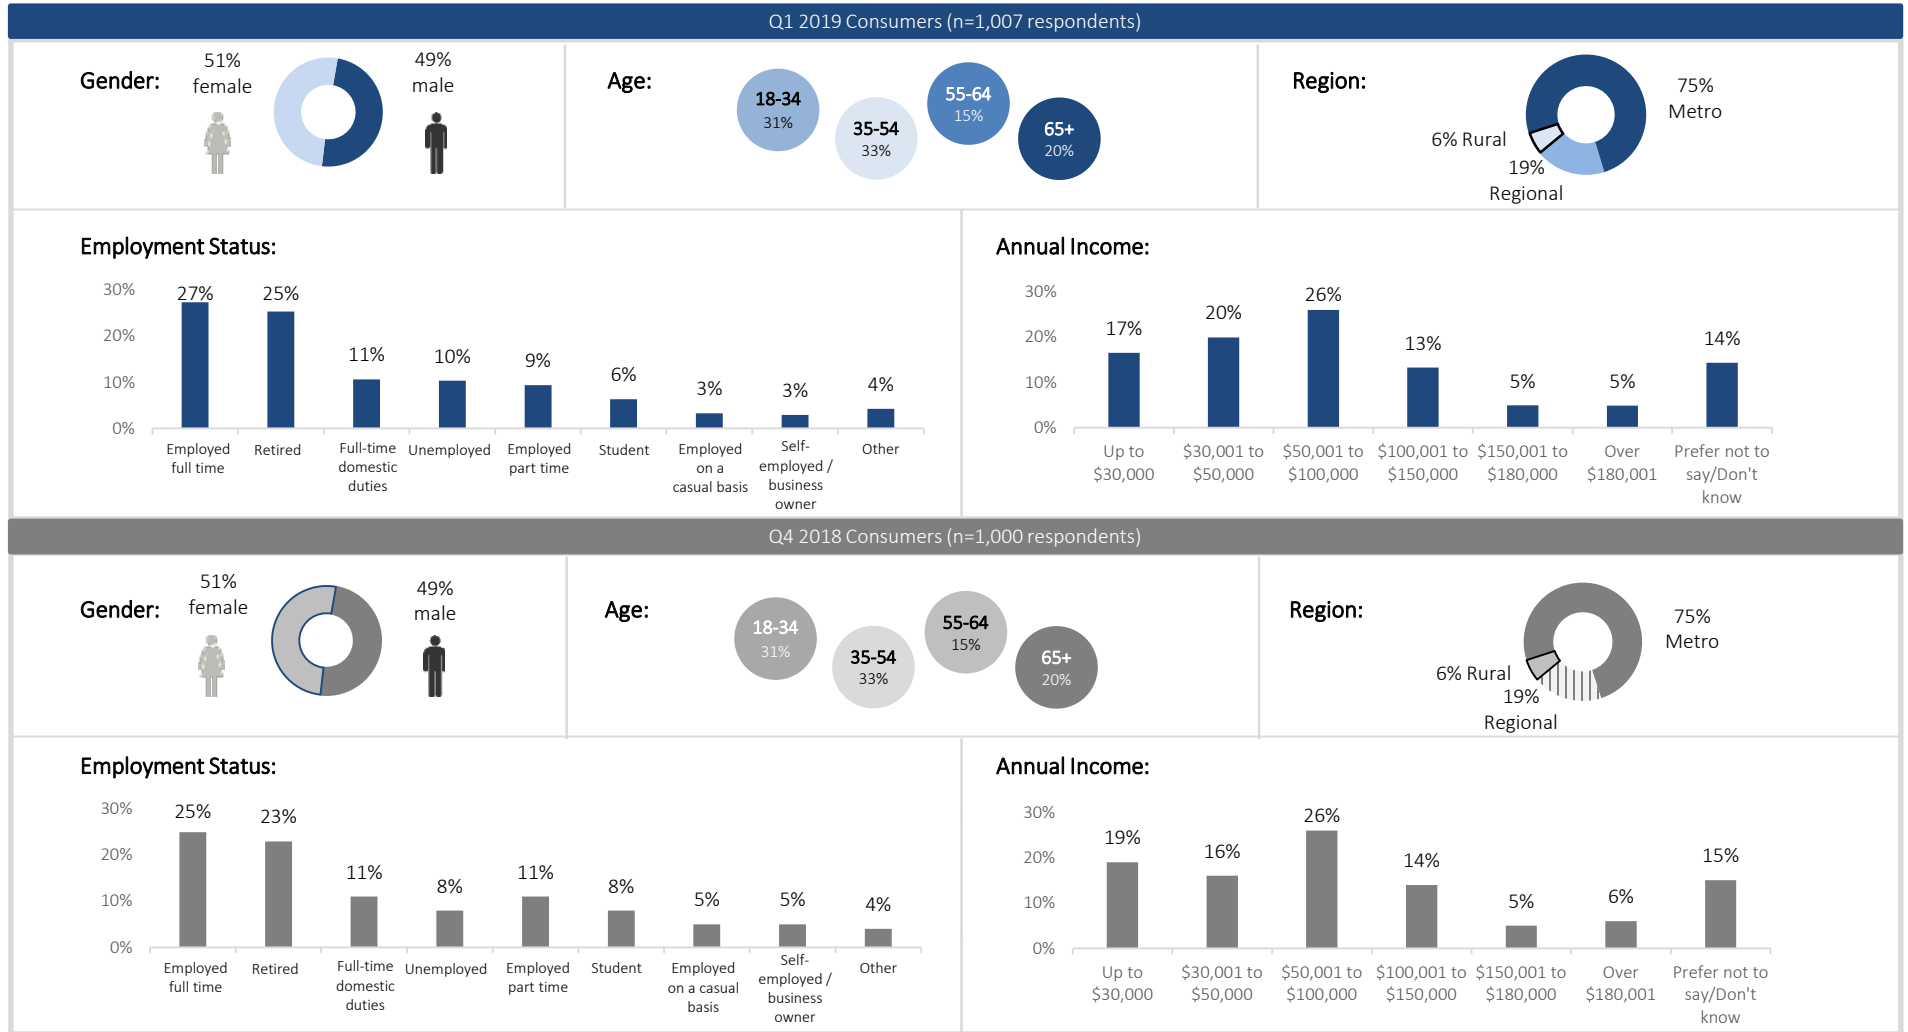 Q1 2019 Consumers (n=1,007 respondents)
Gender:
51%
female
49%
male
Age:
18-34
31%
35-54
33%
55-64
15%
65+
20%
Region:
75%
Metro
6% Rural
19%
Regional
Employment Status:
30%
20%
10%
0%
27%
25%
11%
10%
9%
6%
3%
3%
4%
Employed
full time
Retired
Full-time
domestic
duties
Unemployed
Employed
part time
Student
Employed
on a
casual basis
Self-
employed /
business
owner
Other
Annual Income:
30%
20%
10%
0%
17%
20%
26%
13%
5%
5%
14%
Up to
$30,000
$30,001 to
$50,000
$50,001 to
$100,000
$100,001 to
$150,000
$150,001 to
$180,000
Over
$180,001
Prefer not to
say/Don't
know
Q4 2018 Consumers (n=1,000 respondents)
Gender:
51%
female
49%
male
Age:
18-34
31%
35-54
33%
55-64
15%
65+
20%
Region:
75%
Metro
6% Rural
19%
Regional
Employment Status:
30%
20%
10%
0%
25%
23%
11%
8%
11%
8%
5%
5%
4%
Employed
full time
Retired
Full-time
domestic
duties
Unemployed
Employed
part time
Student
Employed
on a casual
basis
Self-
employed /
business
owner
Other
Annual Income:
30%
20%
10%
0%
19%
16%
26%
14%
5%
6%
15%
Up to
$30,000
$30,001 to
$50,000
$50,001 to
$100,000
$100,001 to
$150,000
$150,001 to
$180,000
Over
$180,001
Prefer not to
say/Don't
know